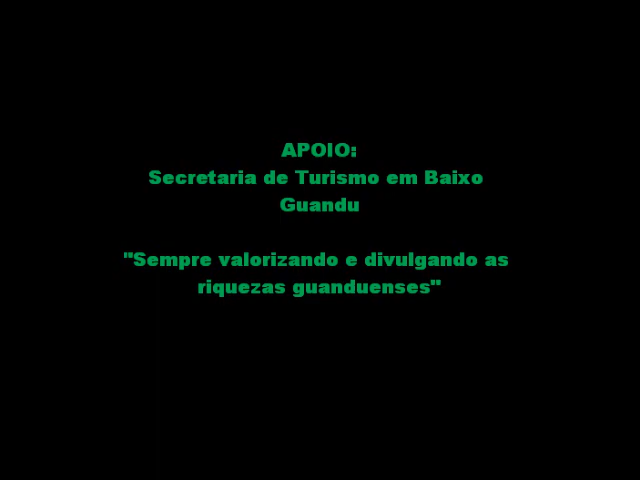 APOIO:
Secretaria de Turismo em Baixo
Guandu
"Sempre valorizando e divulgando as
riquezas guanduenses"